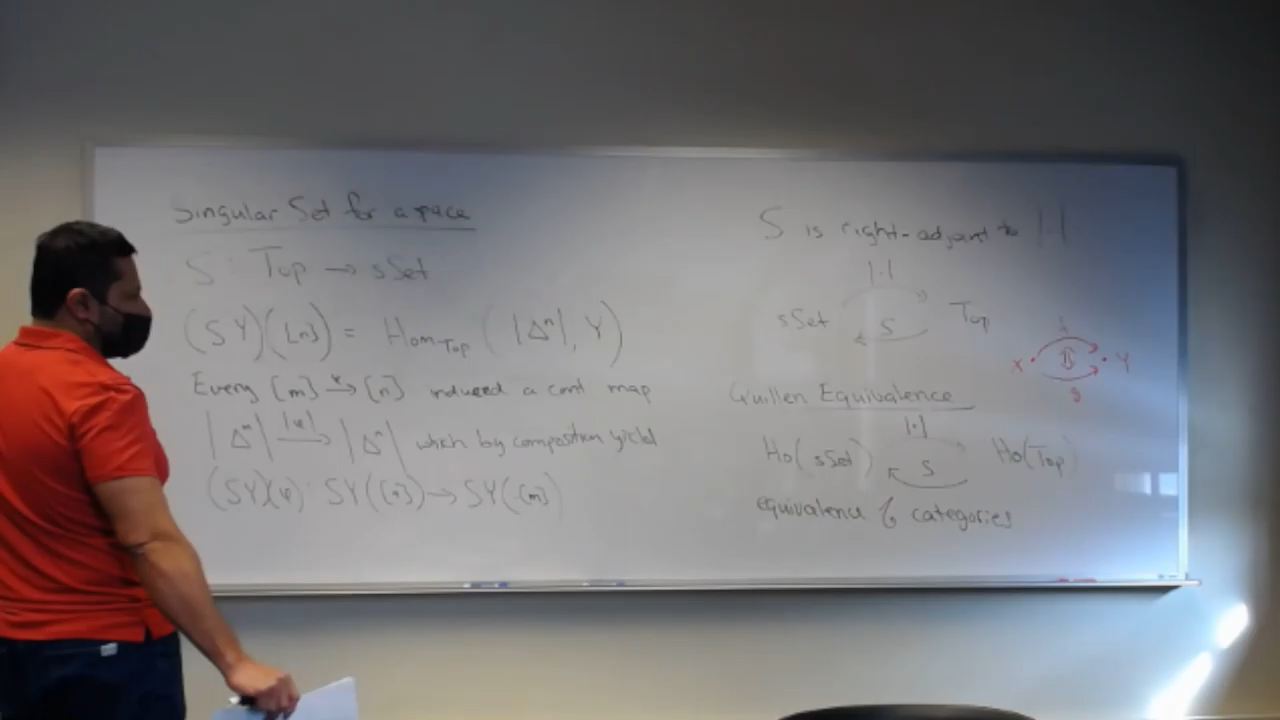 Singular Set for a space
S : Top → sSet
(SY)([n]) = Hom_Top (|Δⁿ|, Y)
Every [m] →^φ [n] induced a cont map
|Δᵐ| →^|φ| |Δⁿ| which by composition yield
(SY)(φ) : SY([n]) → SY([m])
S is right-adjoint to |·|
|·|
sSet Top
S
X Y
g
Quillen Equivalence
|·|
Ho(sSet) Ho(Top)
S
equivalence of categories